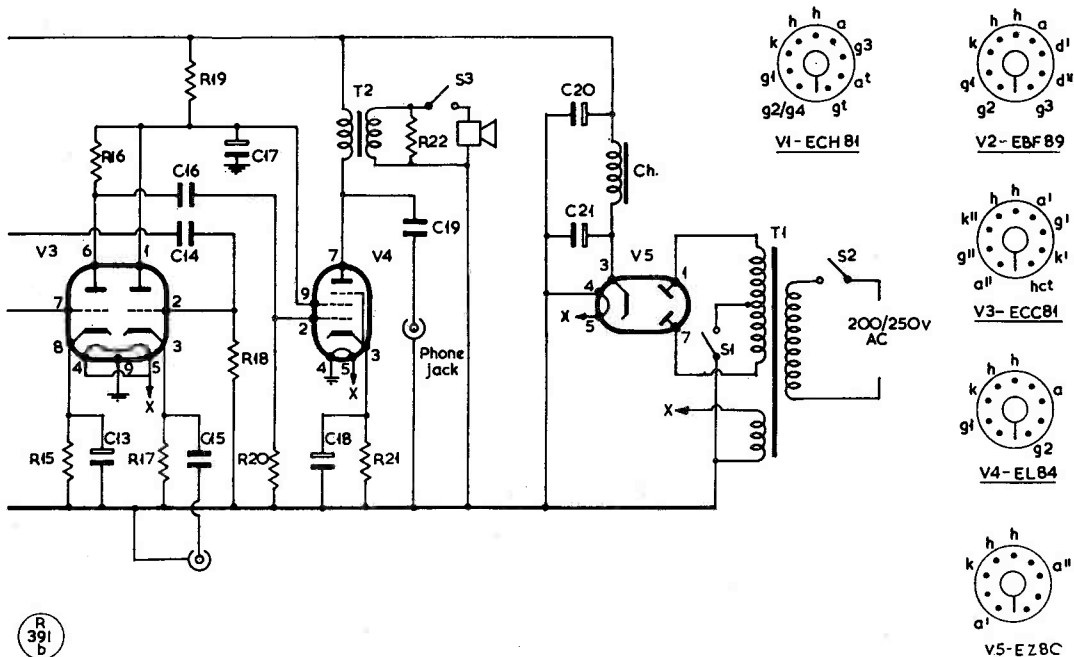 R19
T2
S3
R16
C17
R22
C16
C14
C19
V3
V4
6
1
7
2
8
3
4
9
5
X
R18
7
9
2
3
4
5
X
Phone
jack
C13
R15
R17
C15
R20
C18
R21
C20
Ch.
C21
V5
3
4
5
X
1
7
S1
T1
X
S2
200/250v
AC
h h
k a
g1 g3
g2/g4 at
gt
V1-ECH81
h h
k a
g1 d'
g2 d"
g3
V2-EBF89
h h
k" a'
g" g'
a" k'
hct
V3-ECC81
h h
k a
g1
g2
V4-EL84
h h
k a"
a'
V5-EZ8C
R
391
b